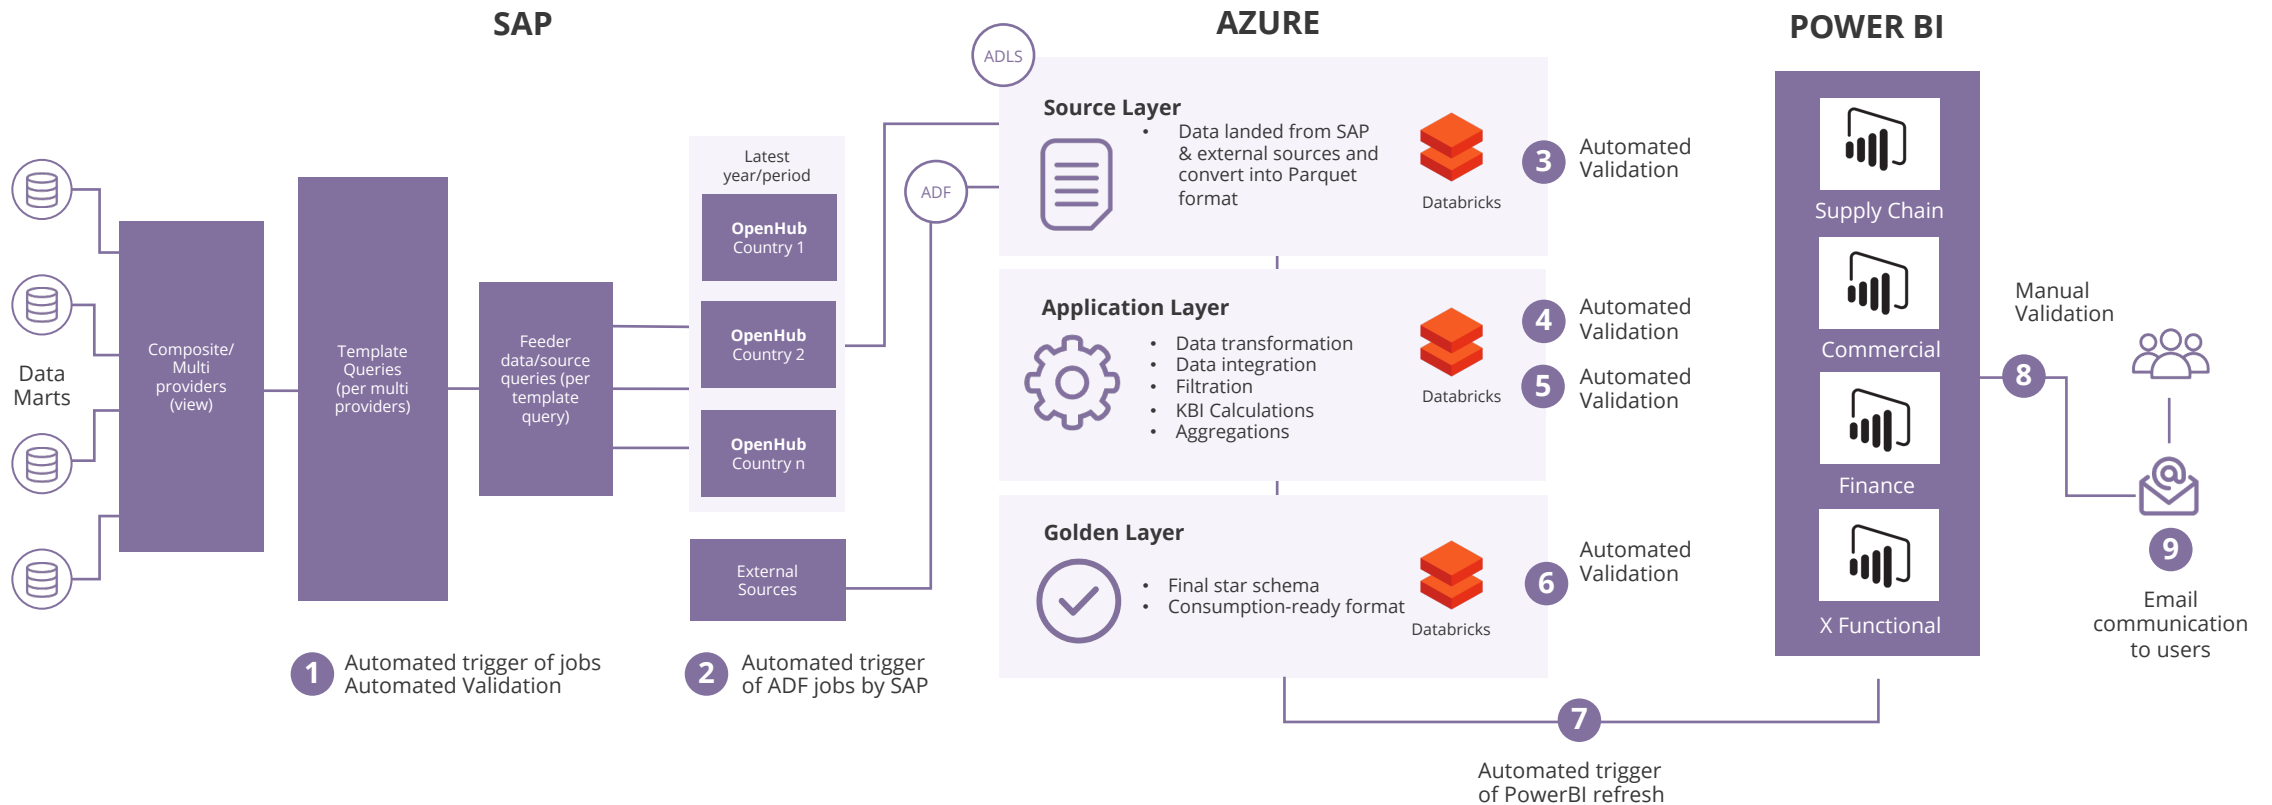 SAP
Data
Marts
Composite/
Multi
providers
(view)
Template
Queries
(per multi
providers)
Feeder
data/source
queries (per
template
query)
Latest
year/period
OpenHub
Country 1
OpenHub
Country 2
OpenHub
Country n
External
Sources
1
Automated trigger of jobs
Automated Validation
2
Automated trigger
of ADF jobs by SAP
AZURE
ADLS
ADF
Source Layer
• Data landed from SAP
& external sources and
convert into Parquet
format
Databricks
3
Automated
Validation
Application Layer
• Data transformation
• Data integration
• Filtration
• KBI Calculations
• Aggregations
Databricks
4
Automated
Validation
5
Automated
Validation
Golden Layer
• Final star schema
• Consumption-ready format
Databricks
6
Automated
Validation
7
Automated trigger
of PowerBI refresh
POWER BI
Supply Chain
Commercial
Finance
X Functional
Manual
Validation
8
@
9
Email
communication
to users